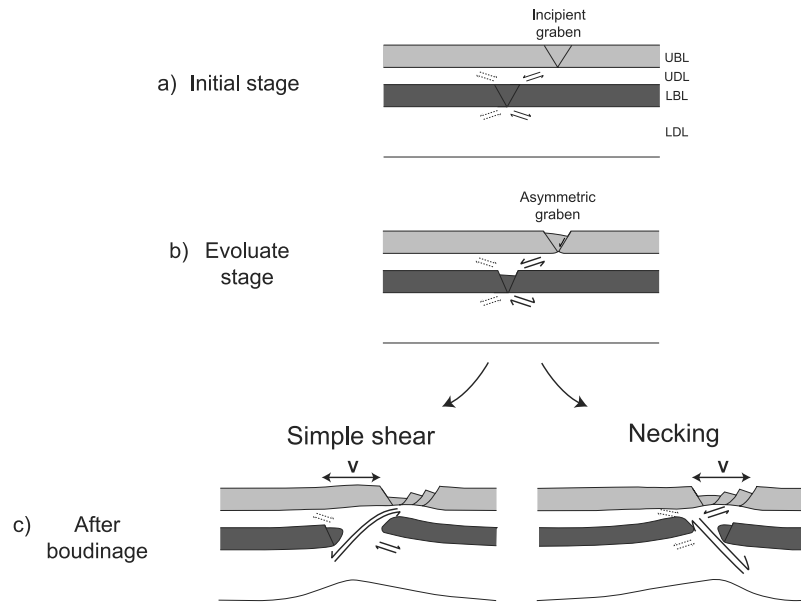 Incipient
graben
a) Initial stage
UBL
UDL
LBL
LDL
Asymmetric
graben
b) Evoluate
stage
Simple shear
Necking
V
V
c) After
boudinage